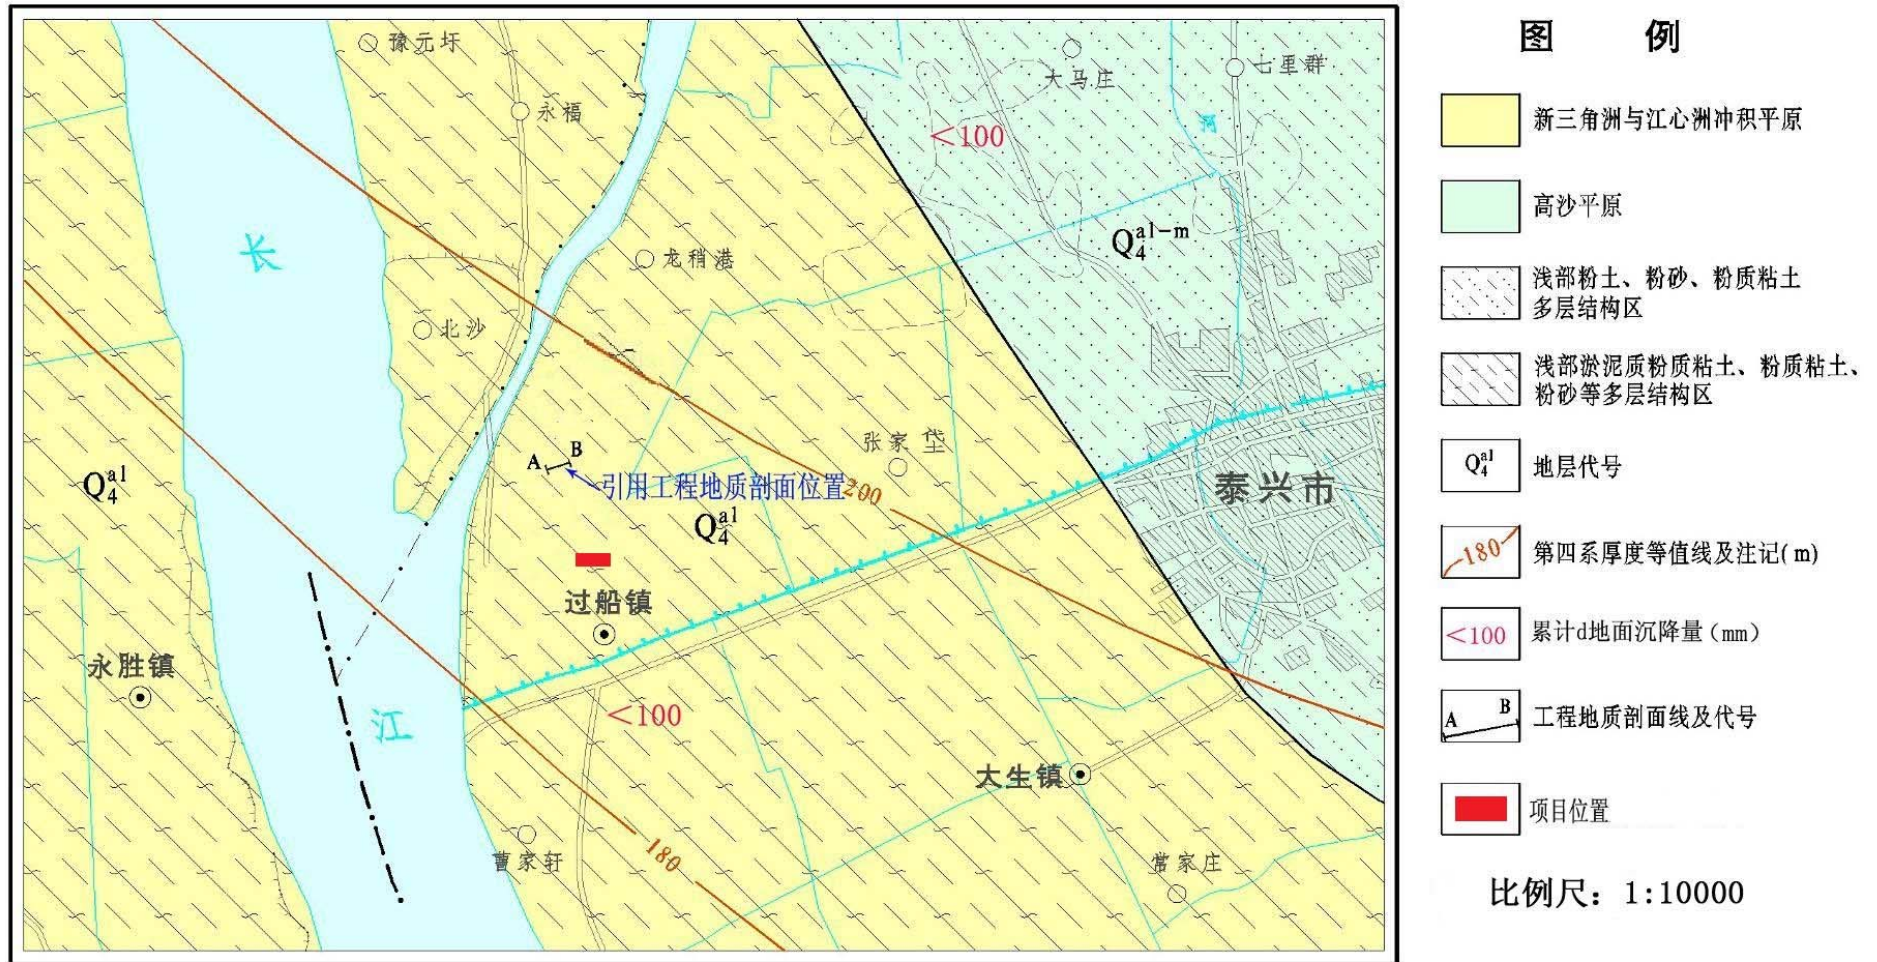 豫元圩
永福
大马庄
七里群
<100
河
长
龙稍港
Q₄ᵃˡ⁻ᵐ
北沙
A B
引用工程地质剖面位置
200
张家垈
泰兴市
Q₄ᵃˡ
Q₄ᵃˡ
过船镇
永胜镇
江
<100
大生镇
曹家轩
180
常家庄
图 例
新三角洲与江心洲冲积平原
高沙平原
浅部粉土、粉砂、粉质粘土
多层结构区
浅部淤泥质粉质粘土、粉质粘土、
粉砂等多层结构区
Q₄ᵃˡ 地层代号
180 第四系厚度等值线及注记(m)
<100 累计d地面沉降量(mm)
A B 工程地质剖面线及代号
项目位置
比例尺：1:10000